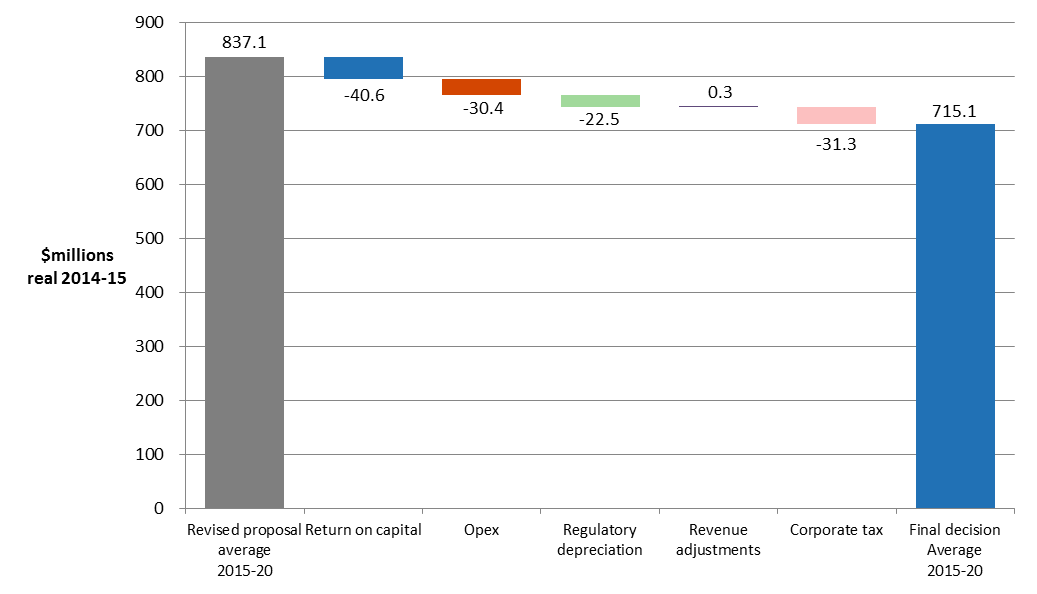 900
800
700
600
500
400
300
200
100
0
$millions
real 2014-15
837.1
-40.6
-30.4
-22.5
0.3
-31.3
715.1
Revised proposal
average
2015-20
Return on capital
Opex
Regulatory
depreciation
Revenue
adjustments
Corporate tax
Final decision
Average
2015-20